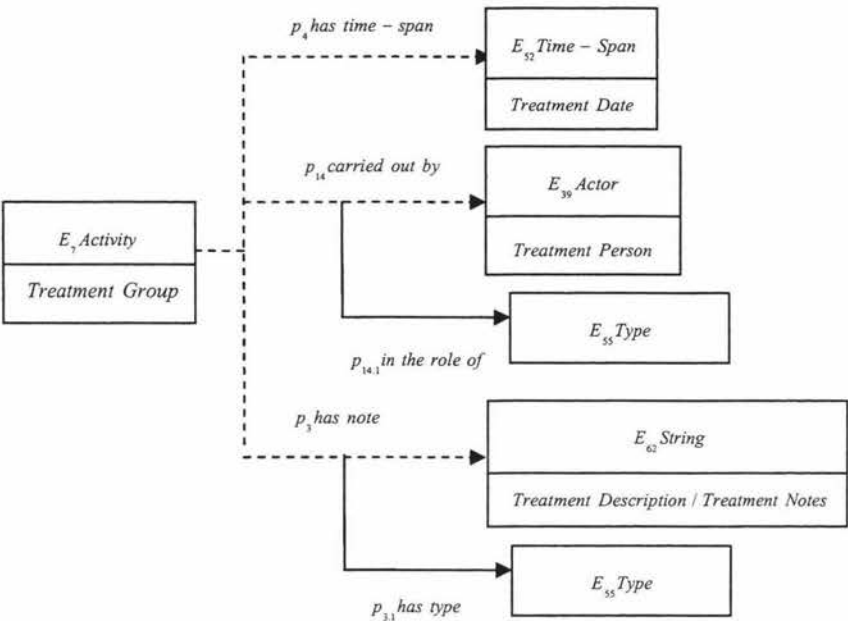 p₄ has time – span
E₅₂ Time – Span
Treatment Date
p₁₄ carried out by
E₃₉ Actor
Treatment Person
E₇ Activity
Treatment Group
E₅₅ Type
p₁₄.₁ in the role of
p₃ has note
E₆₂ String
Treatment Description / Treatment Notes
E₅₅ Type
p₃.₁ has type